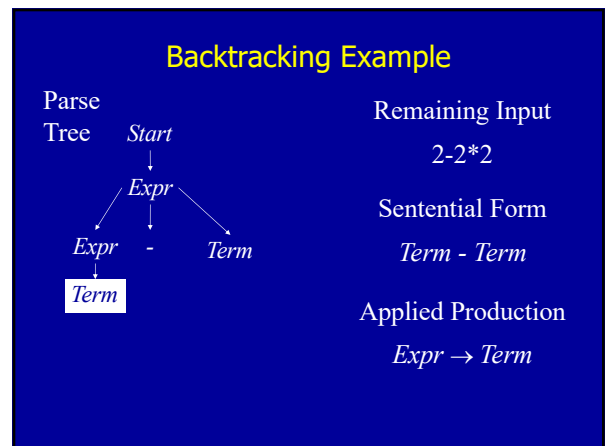 Backtracking Example
Parse
Tree
Start
Expr
Expr - Term
Term
Remaining Input
2-2*2
Sentential Form
Term - Term
Applied Production
Expr → Term